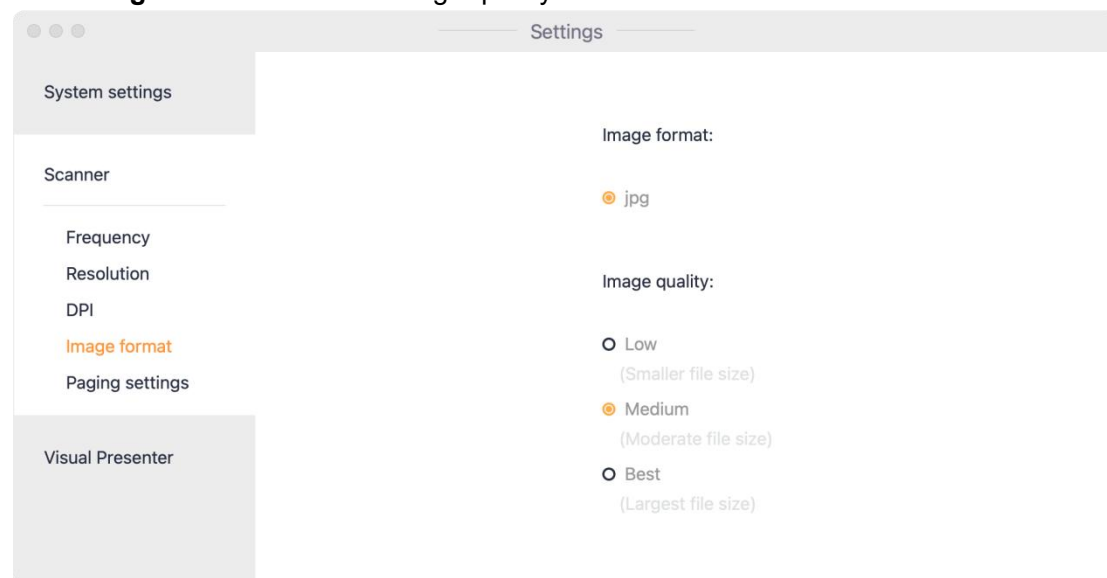 Settings
System settings
Scanner
Frequency
Resolution
DPI
Image format
Paging settings
Visual Presenter
Image format:
jpg
Image quality:
Low
(Smaller file size)
Medium
(Moderate file size)
Best
(Largest file size)